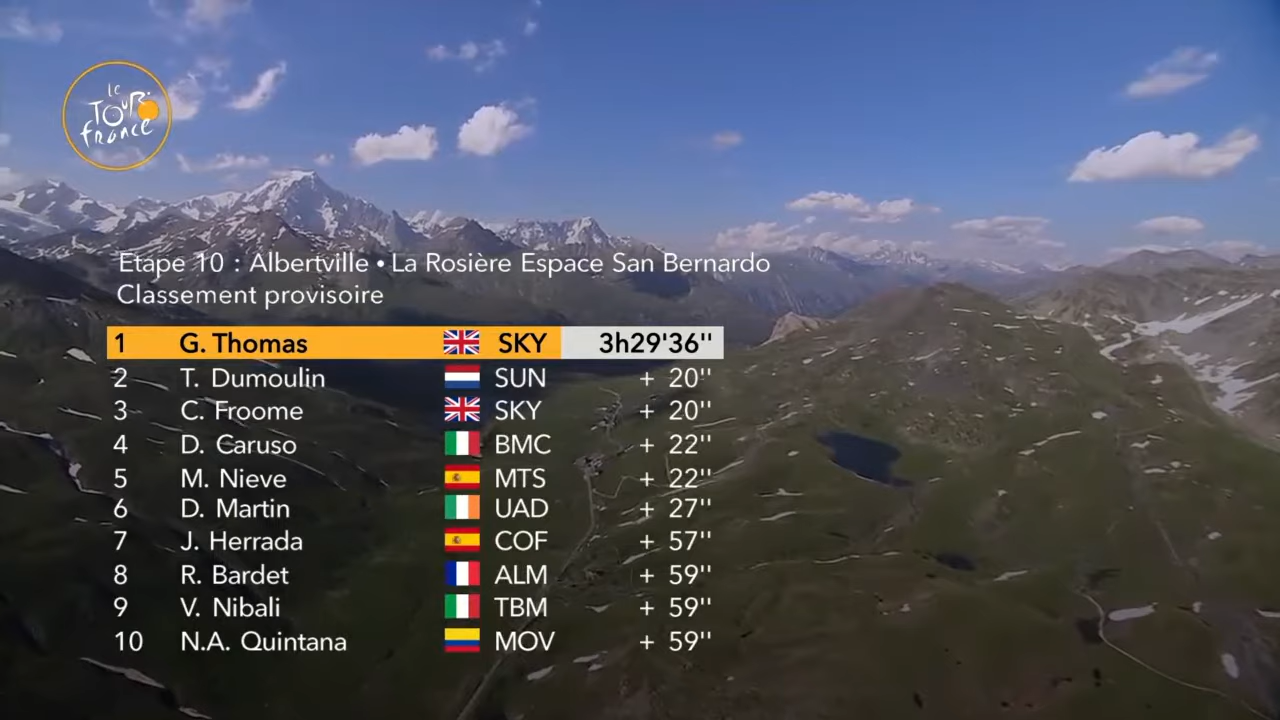 le
TOUR
DE
france
Etape 10 : Albertville • La Rosière Espace San Bernardo
Classement provisoire
1 G. Thomas SKY 3h29'36''
2 T. Dumoulin SUN + 20''
3 C. Froome SKY + 20''
4 D. Caruso BMC + 22''
5 M. Nieve MTS + 22''
6 D. Martin UAD + 27''
7 J. Herrada COF + 57''
8 R. Bardet ALM + 59''
9 V. Nibali TBM + 59''
10 N.A. Quintana MOV + 59''